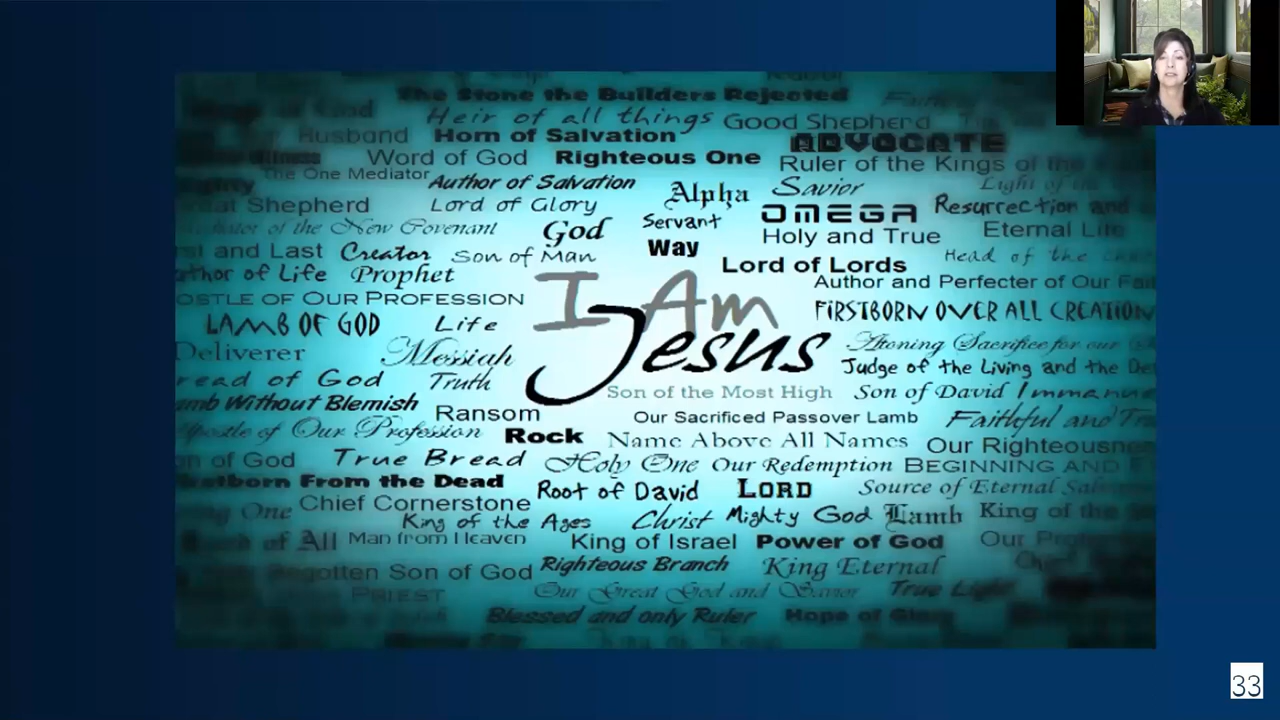 The Stone the Builders Rejected
Heir of all things Good Shepherd
Husband Horn of Salvation ADVOCATE
Word of God Righteous One Ruler of the Kings of the
The One Mediator Author of Salvation Alpha Savior Light of the
Shepherd Lord of Glory Servant OMEGA Resurrection and
of the New Covenant God Holy and True Eternal Life
and Last Creator Son of Man Way Lord of Lords Head of the
of Life Prophet Author and Perfecter of Our
OF OUR PROFESSION I Am FIRSTBORN OVER ALL CREATION
LAMB OF GOD Life Jesus Atoning Sacrifice for our
Deliverer Messiah Judge of the Living and the
of God Truth Son of the Most High Son of David
Without Blemish Ransom Our Sacrificed Passover Lamb Faithful and
of Our Profession Rock Name Above All Names Our
of God True Bread Holy One Our Redemption BEGINNING AND
From the Dead Root of David LORD Source of Eternal
One Chief Cornerstone King of the Ages Christ Mighty God Lamb King of the
of All Man from Heaven King of Israel Power of God Our
Son of God Righteous Branch King Eternal
PRIEST Our Great God and Savior True Light
Blessed and only Ruler Hope of
33